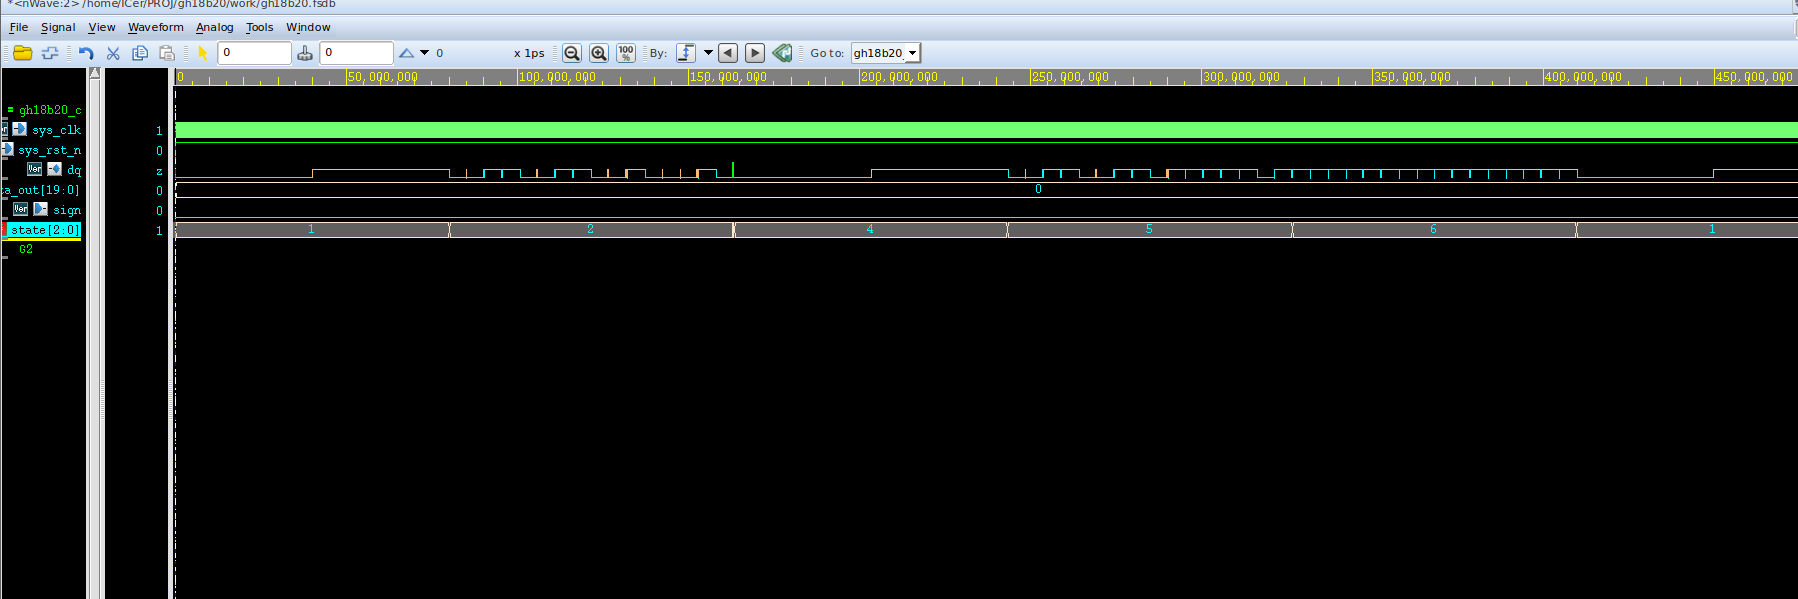 *<nWave:2> /home/ICer/PROJ/gh18b20/work/gh18b20.fsdb
File Signal View Waveform Analog Tools Window
0 0 0 x 1ps 100% By: Go to: gh18b20
0 50,000,000 100,000,000 150,000,000 200,000,000 250,000,000 300,000,000 350,000,000 400,000,000 450,000,000
= gh18b20_c
sys_clk 1
sys_rst_n 0
Var dq z
a_out[19:0] 0 0
Var sign 0
state[2:0] 1 1 2 4 5 6 1
G2